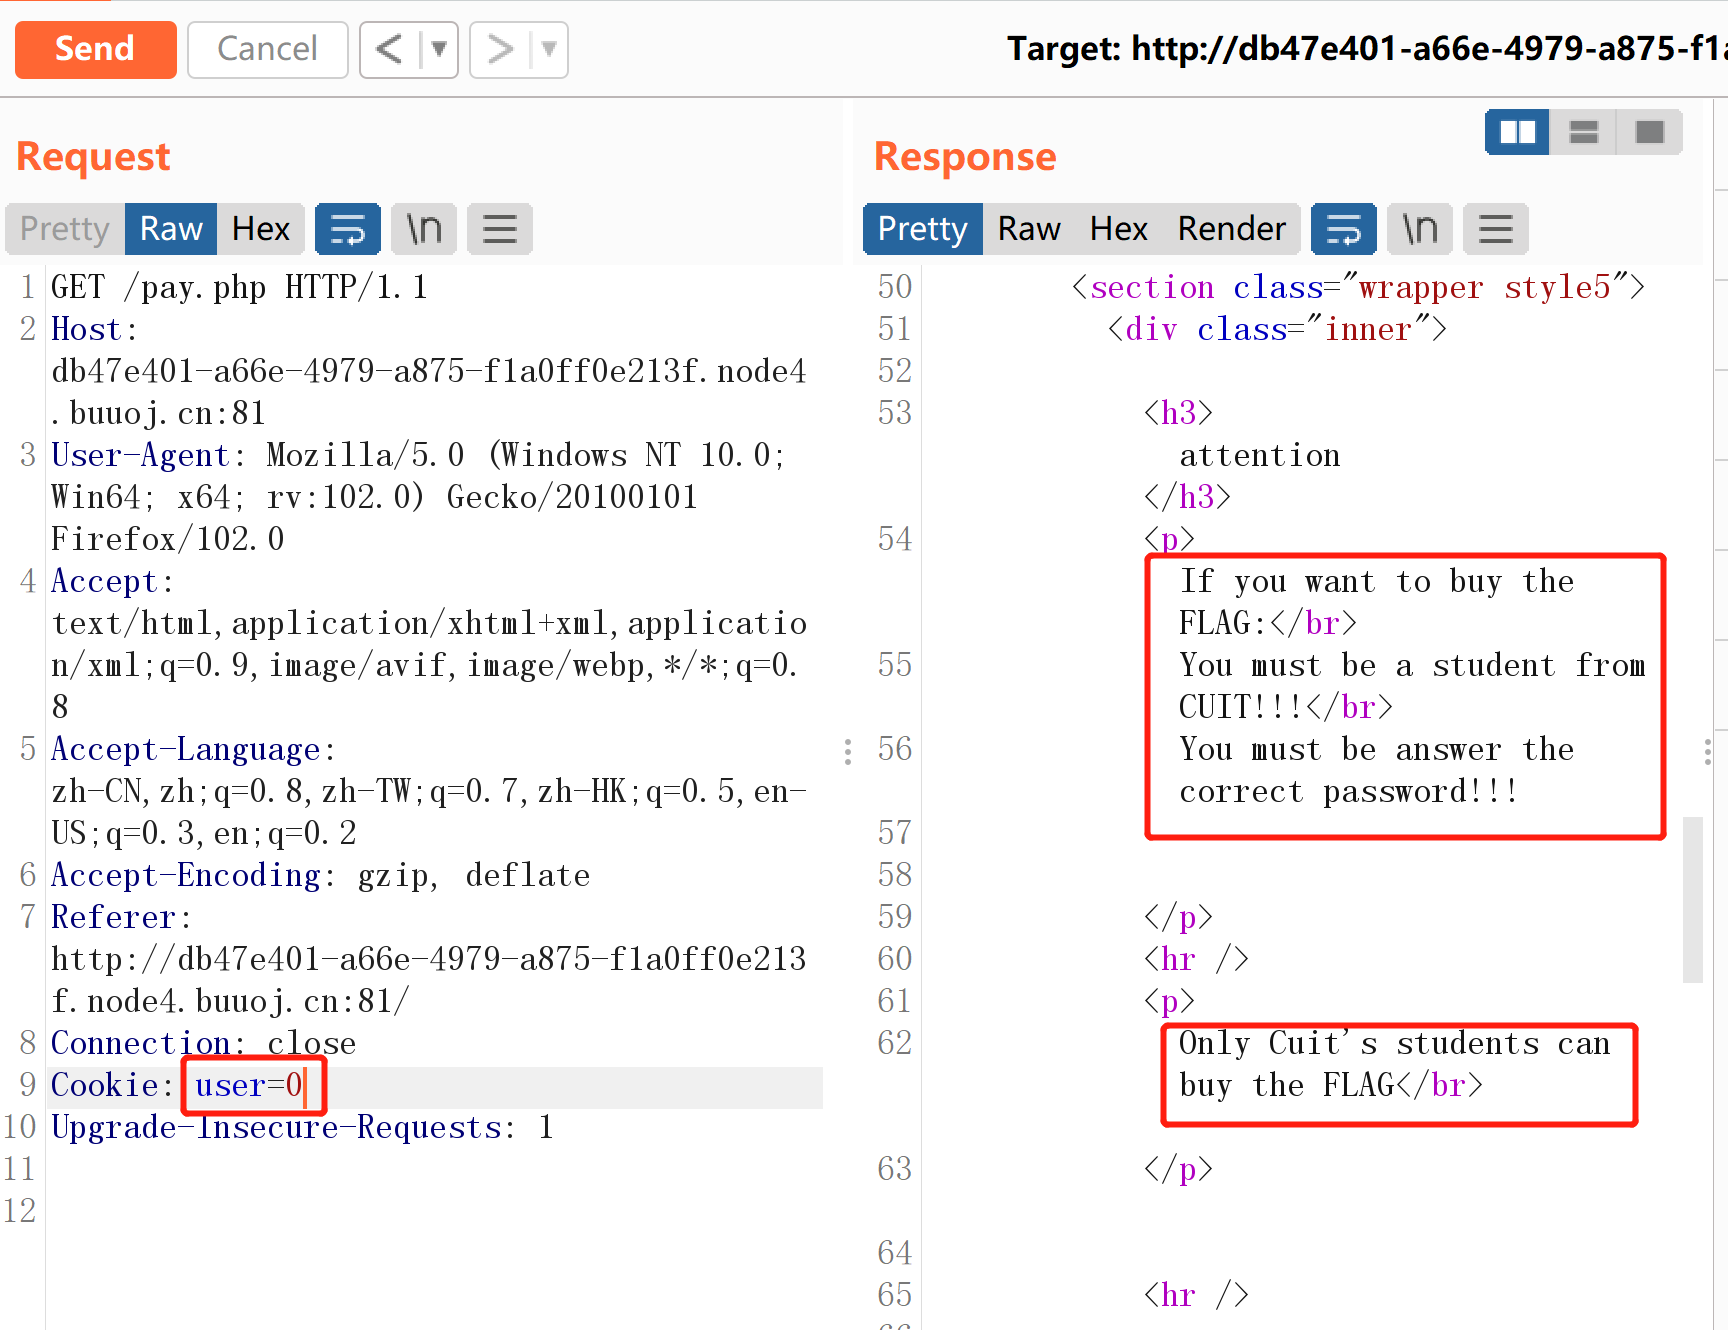 Send
Cancel
Target: http://db47e401-a66e-4979-a875-f1a
Request
Pretty Raw Hex \n
1 GET /pay.php HTTP/1.1
2 Host:
db47e401-a66e-4979-a875-f1a0ff0e213f.node4
.buuoj.cn:81
3 User-Agent: Mozilla/5.0 (Windows NT 10.0;
Win64; x64; rv:102.0) Gecko/20100101
Firefox/102.0
4 Accept:
text/html,application/xhtml+xml,applicatio
n/xml;q=0.9,image/avif,image/webp,*/*;q=0.
8
5 Accept-Language:
zh-CN,zh;q=0.8,zh-TW;q=0.7,zh-HK;q=0.5,en-
US;q=0.3,en;q=0.2
6 Accept-Encoding: gzip, deflate
7 Referer:
http://db47e401-a66e-4979-a875-f1a0ff0e213
f.node4.buuoj.cn:81/
8 Connection: close
9 Cookie: user=0
10 Upgrade-Insecure-Requests: 1
11
12
Response
Pretty Raw Hex Render \n
50 <section class="wrapper style5">
51 <div class="inner">
52
53 <h3>
attention
</h3>
54 <p>
If you want to buy the
FLAG:</br>
55 You must be a student from
CUIT!!!</br>
56 You must be answer the
correct password!!!
57
58
59 </p>
60 <hr />
61 <p>
62 Only Cuit's students can
buy the FLAG</br>
63 </p>
64
65 <hr />